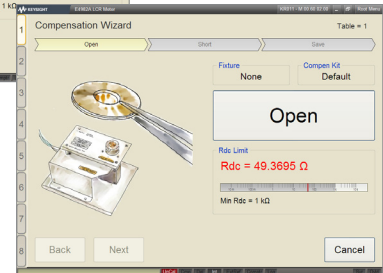 1 kΩ
KEYSIGHT E4982A LCR Meter
Main Menu
Compensation Wizard
Table = 1
Open
Short
Save
1
2
3
4
5
6
7
8
Fixture
None
Compen Kit
Default
Open
Rdc Limit
Rdc = 49.3695 Ω
Min Rdc = 1 kΩ
Back
Next
Cancel